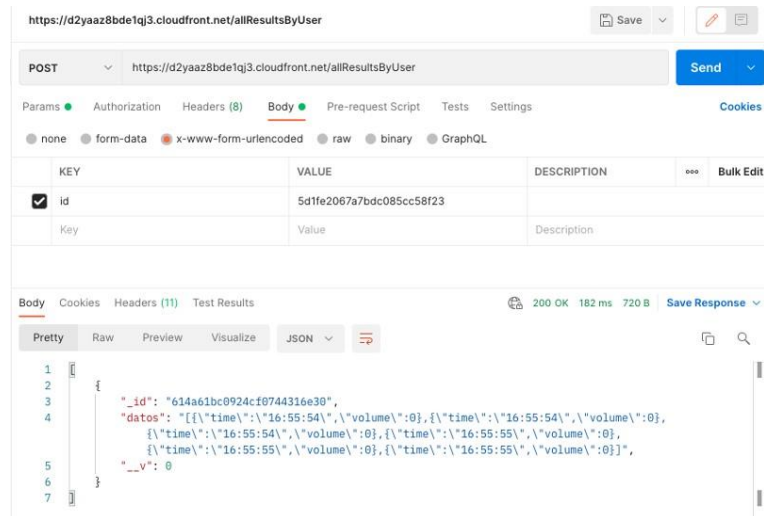 https://d2yaaz8bde1qj3.cloudfront.net/allResultsByUser Save
POST https://d2yaaz8bde1qj3.cloudfront.net/allResultsByUser Send
Params Authorization Headers (8) Body Pre-request Script Tests Settings Cookies
none form-data x-www-form-urlencoded raw binary GraphQL
KEY VALUE DESCRIPTION ooo Bulk Edit
id 5d1fe2067a7bdc085cc58f23
Key Value Description
Body Cookies Headers (11) Test Results 200 OK 182 ms 720 B Save Response
Pretty Raw Preview Visualize JSON
1 [
2 {
3 "_id": "614a61bc0924cf0744316e30",
4 "datos": "[{\"time\":\"16:55:54\",\"volume\":0},{\"time\":\"16:55:54\",\"volume\":0},
{\"time\":\"16:55:54\",\"volume\":0},{\"time\":\"16:55:55\",\"volume\":0},
{\"time\":\"16:55:55\",\"volume\":0},{\"time\":\"16:55:55\",\"volume\":0}]",
5 "__v": 0
6 }
7 ]